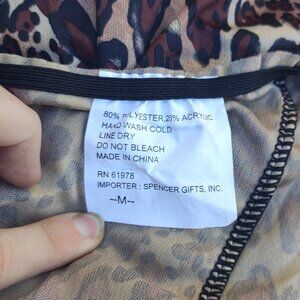 80% POLYESTER,20% ACRYLIC
HAND WASH COLD
LINE DRY
DO NOT BLEACH
MADE IN CHINA
RN 61978
IMPORTER : SPENCER GIFTS, INC.
--M--